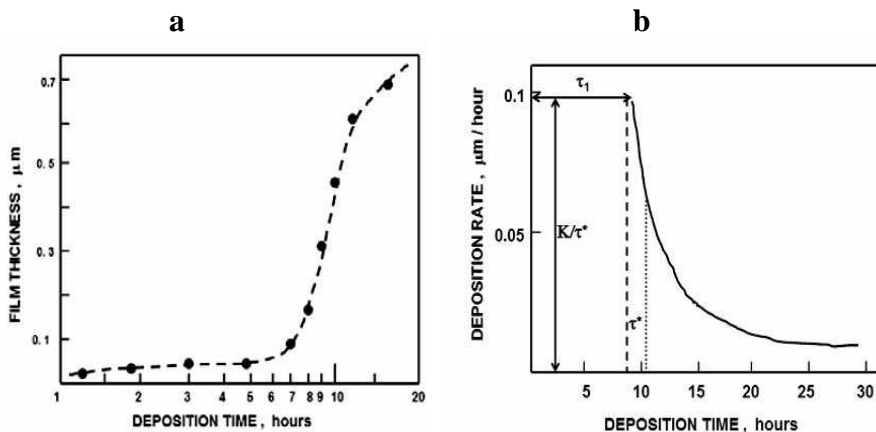 a
FILM THICKNESS , μm
0.7
0.5
0.3
0.1
1 2 3 4 5 6 7 8 9 10 20
DEPOSITION TIME , hours
b
DEPOSITION RATE, μm / hour
0.1
0.05
τ1
K/τ*
τ*
5 10 15 20 25 30
DEPOSITION TIME, hours